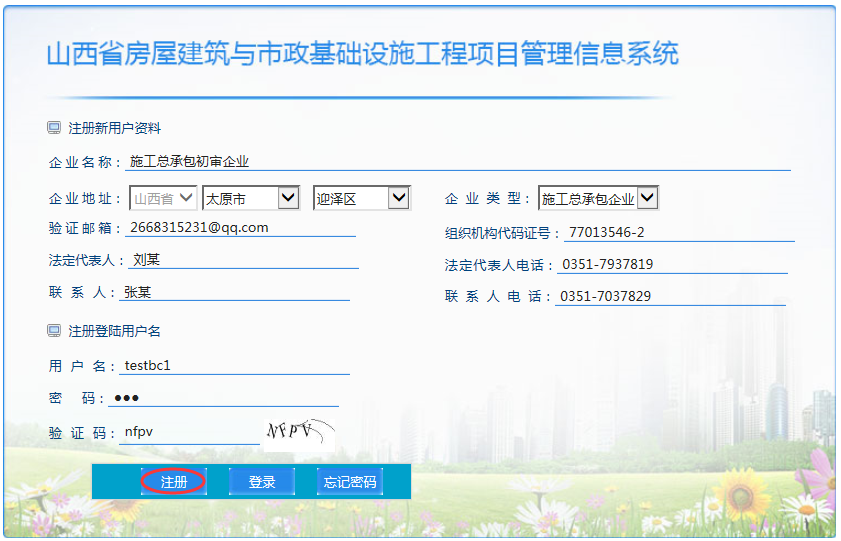 山西省房屋建筑与市政基础设施工程项目管理信息系统
注册新用户资料
企业名称： 施工总承包初审企业
企业地址： 山西省 太原市 迎泽区 企 业 类 型： 施工总承包企业
验证邮箱： 2668315231@qq.com 组织机构代码证号： 77013546-2
法定代表人： 刘某 法定代表人电话： 0351-7937819
联 系 人： 张某 联 系 人 电 话： 0351-7037829
注册登陆用户名
用 户 名： testbc1
密 码： ●●●
验 证 码： nfpv NFPV
注册 登录 忘记密码